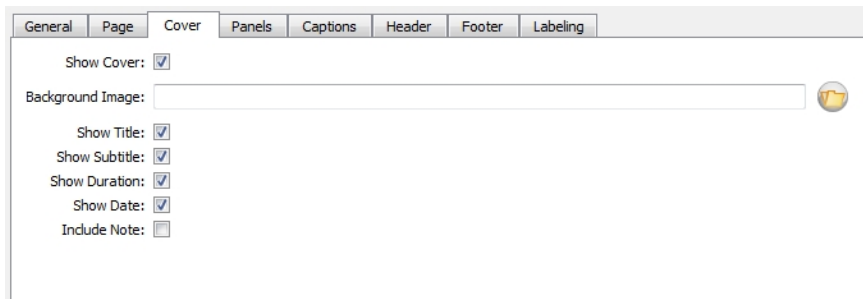 General Page Cover Panels Captions Header Footer Labeling
Show Cover:
Background Image:
Show Title:
Show Subtitle:
Show Duration:
Show Date:
Include Note: